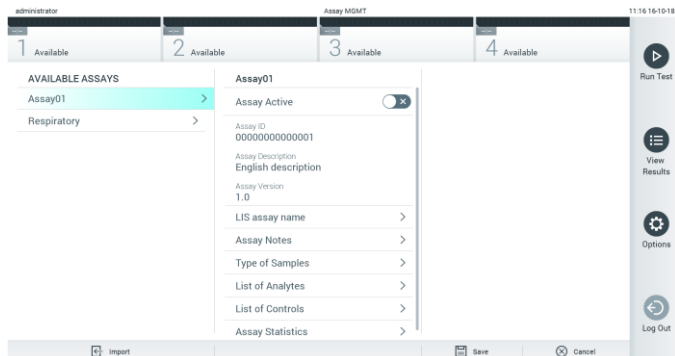 administrator Assay MGMT 11:16 16-10-18
--:-- --:-- --:-- --:--
1 Available 2 Available 3 Available 4 Available
AVAILABLE ASSAYS
Assay01
Respiratory
Assay01
Assay Active
Assay ID
00000000000001
Assay Description
English description
Assay Version
1.0
LIS assay name
Assay Notes
Type of Samples
List of Analytes
List of Controls
Assay Statistics
Run Test
View
Results
Options
Log Out
Import Save Cancel